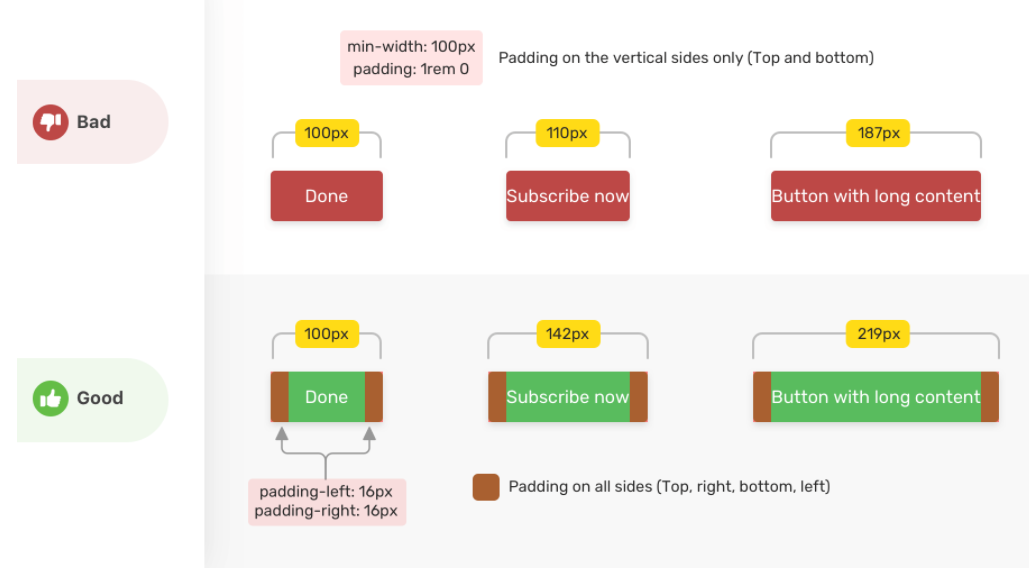 min-width: 100px
padding: 1rem 0
Padding on the vertical sides only (Top and bottom)
Bad
100px
110px
187px
Done
Subscribe now
Button with long content
100px
142px
219px
Good
Done
Subscribe now
Button with long content
padding-left: 16px
padding-right: 16px
Padding on all sides (Top, right, bottom, left)